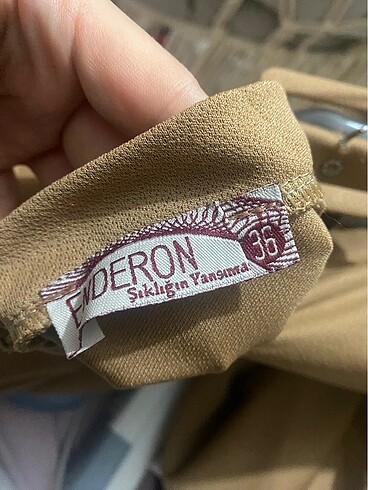 ENDERON
Şıklığın Yansıması
36